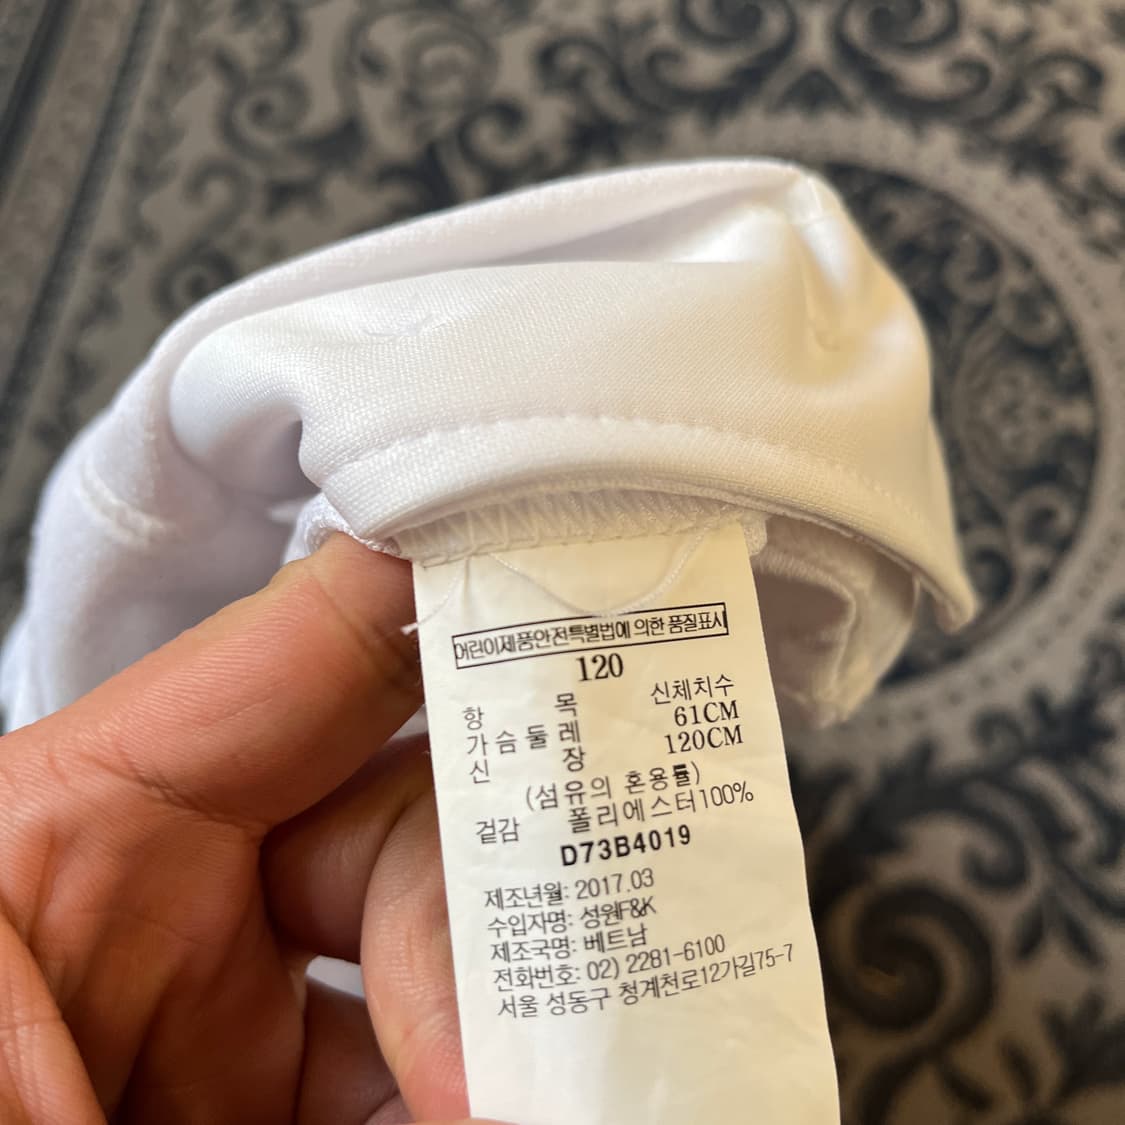 어린이제품안전특별법에 의한 품질표시
120
항 목 신체치수
가슴둘레 61CM
신 장 120CM
(섬유의 혼용률)
겉감 폴리에스터100%
D73B4019
제조년월: 2017.03
수입자명: 성원F&K
제조국명: 베트남
전화번호: 02) 2281-6100
서울 성동구 청계천로12가길75-7